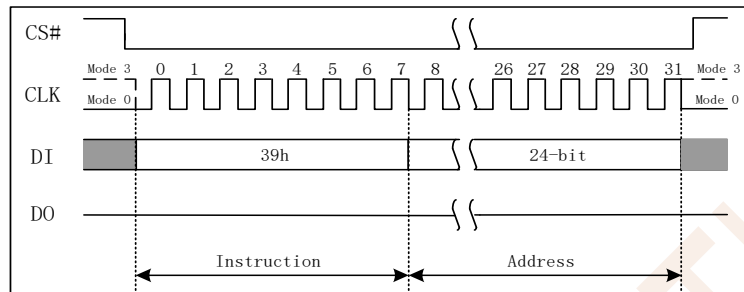 CS#
Mode 3 0 1 2 3 4 5 6 7 8 26 27 28 29 30 31 Mode 3
CLK
Mode 0 Mode 0
DI 39h 24-bit
DO
Instruction Address